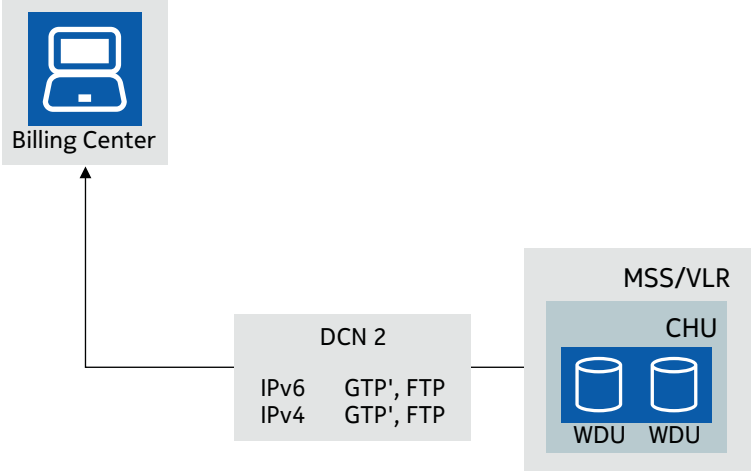 Billing Center
MSS/VLR
CHU
DCN 2
IPv6 GTP', FTP
IPv4 GTP', FTP
WDU WDU